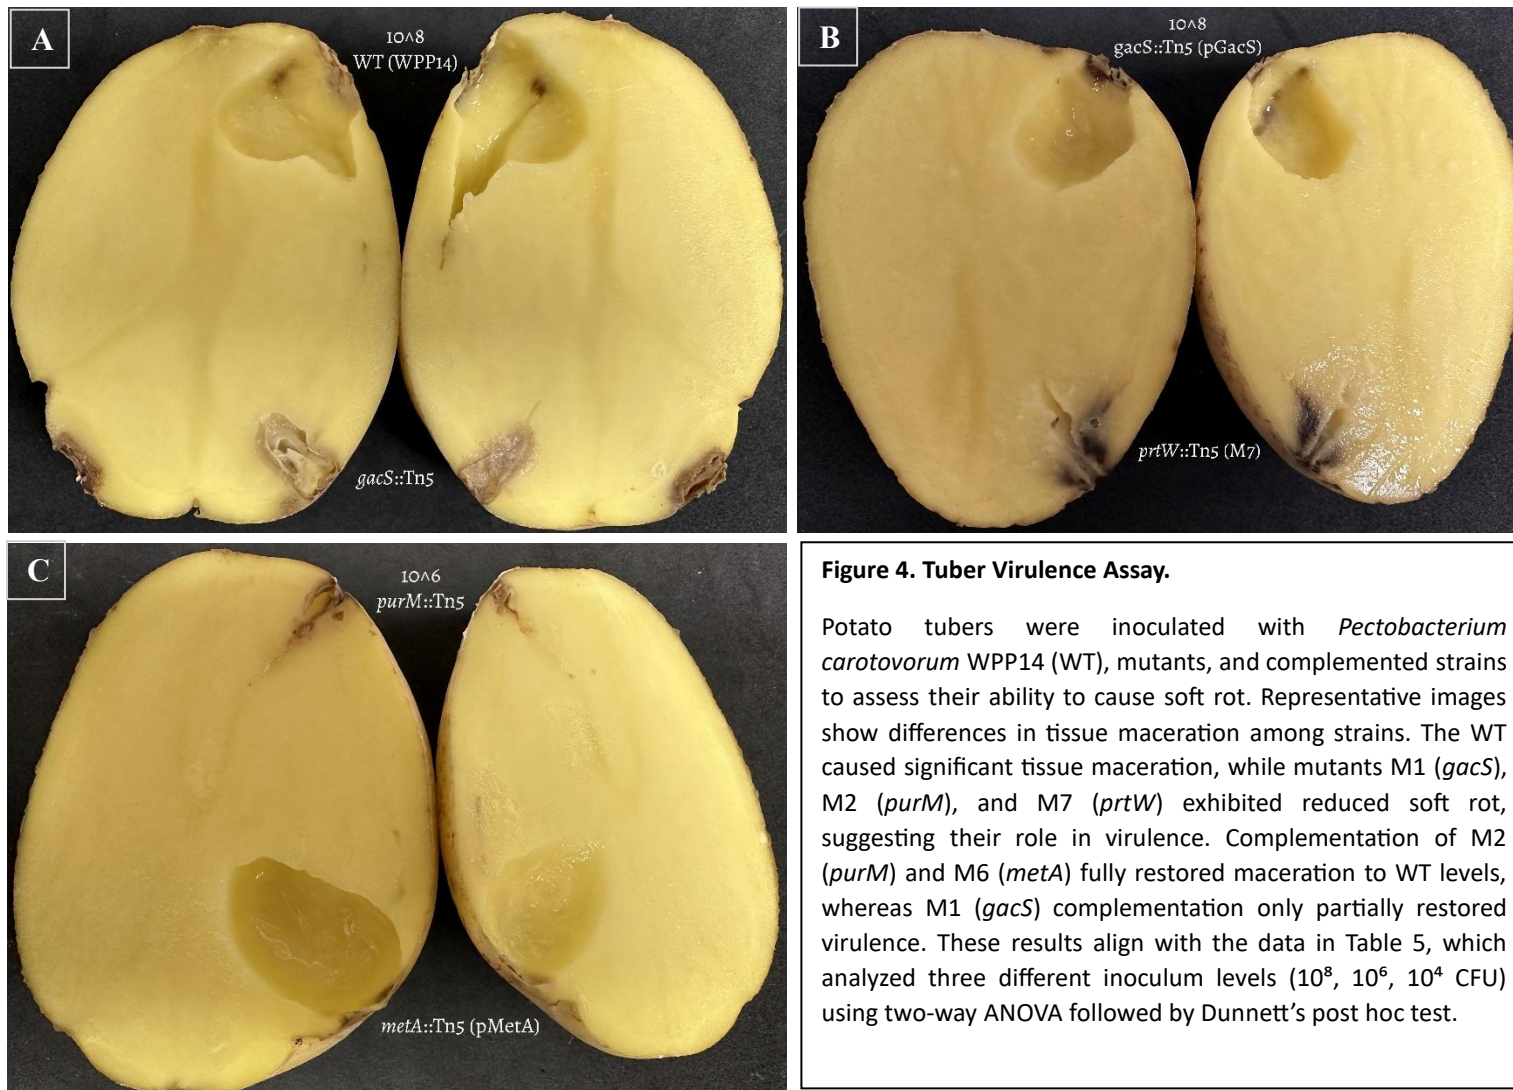 A
10^8
WT (WPP14)
gacS::Tn5
B
10^8
gacS::Tn5 (pGacS)
prtW::Tn5 (M7)
C
10^6
purM::Tn5
metA::Tn5 (pMetA)
Figure 4. Tuber Virulence Assay.
Potato tubers were inoculated with Pectobacterium
carotovorum WPP14 (WT), mutants, and complemented strains
to assess their ability to cause soft rot. Representative images
show differences in tissue maceration among strains. The WT
caused significant tissue maceration, while mutants M1 (gacS),
M2 (purM), and M7 (prtW) exhibited reduced soft rot,
suggesting their role in virulence. Complementation of M2
(purM) and M6 (metA) fully restored maceration to WT levels,
whereas M1 (gacS) complementation only partially restored
virulence. These results align with the data in Table 5, which
analyzed three different inoculum levels (10⁸, 10⁶, 10⁴ CFU)
using two-way ANOVA followed by Dunnett’s post hoc test.